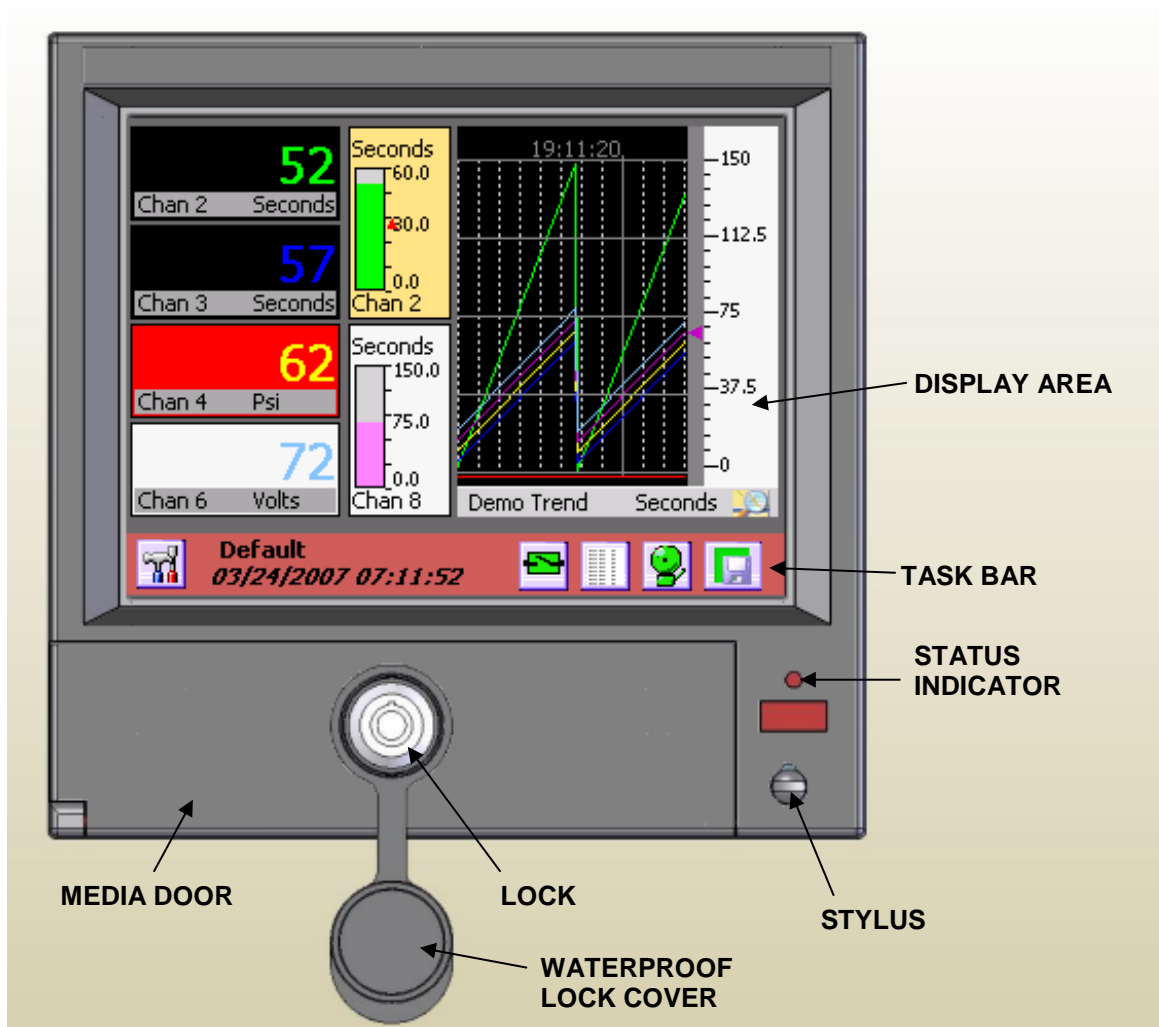 52
Chan 2 Seconds
57
Chan 3 Seconds
62
Chan 4 Psi
72
Chan 6 Volts
Seconds
60.0
30.0
0.0
Chan 2
Seconds
150.0
75.0
0.0
Chan 8
19:11:20
150
112.5
75
37.5
0
Demo Trend Seconds
Default
03/24/2007 07:11:52
DISPLAY AREA
TASK BAR
STATUS
INDICATOR
MEDIA DOOR
LOCK
STYLUS
WATERPROOF
LOCK COVER